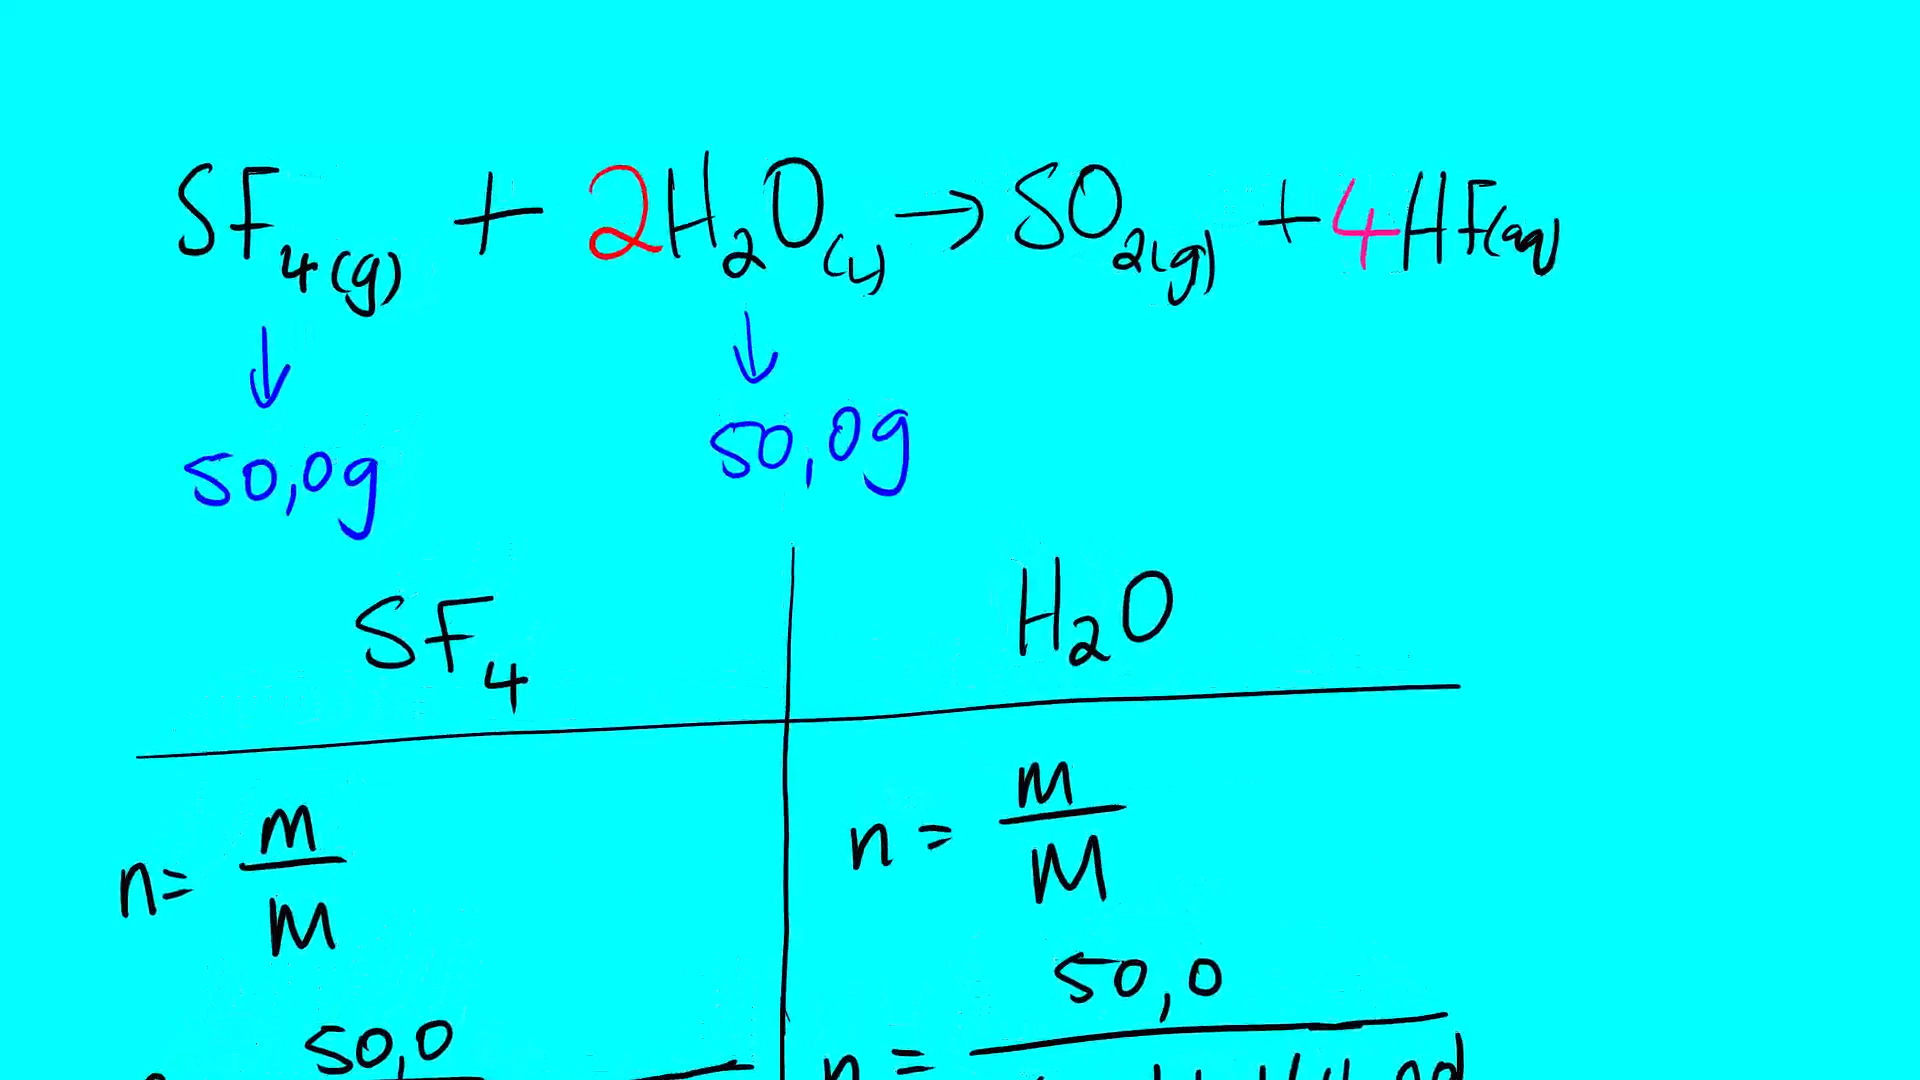 SF₄(g) + 2H₂O(l) → SO₂(g) + 4HF(aq)
↓ ↓
50,0g 50,0g
SF₄ H₂O
n = m/M n = m/M
50,0 50,0
n =